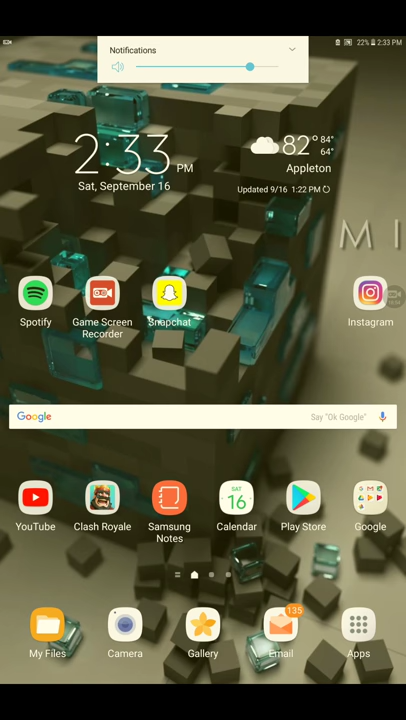 Notifications
22% 2:33 PM
2:33 PM
Sat, September 16
82° 84°
64°
Appleton
Updated 9/16 1:22 PM
MI
Spotify
Game Screen
Recorder
Snapchat
Instagram
Google
Say "Ok Google"
SAT
16
YouTube
Clash Royale
Samsung
Notes
Calendar
Play Store
Google
135
My Files
Camera
Gallery
Email
Apps